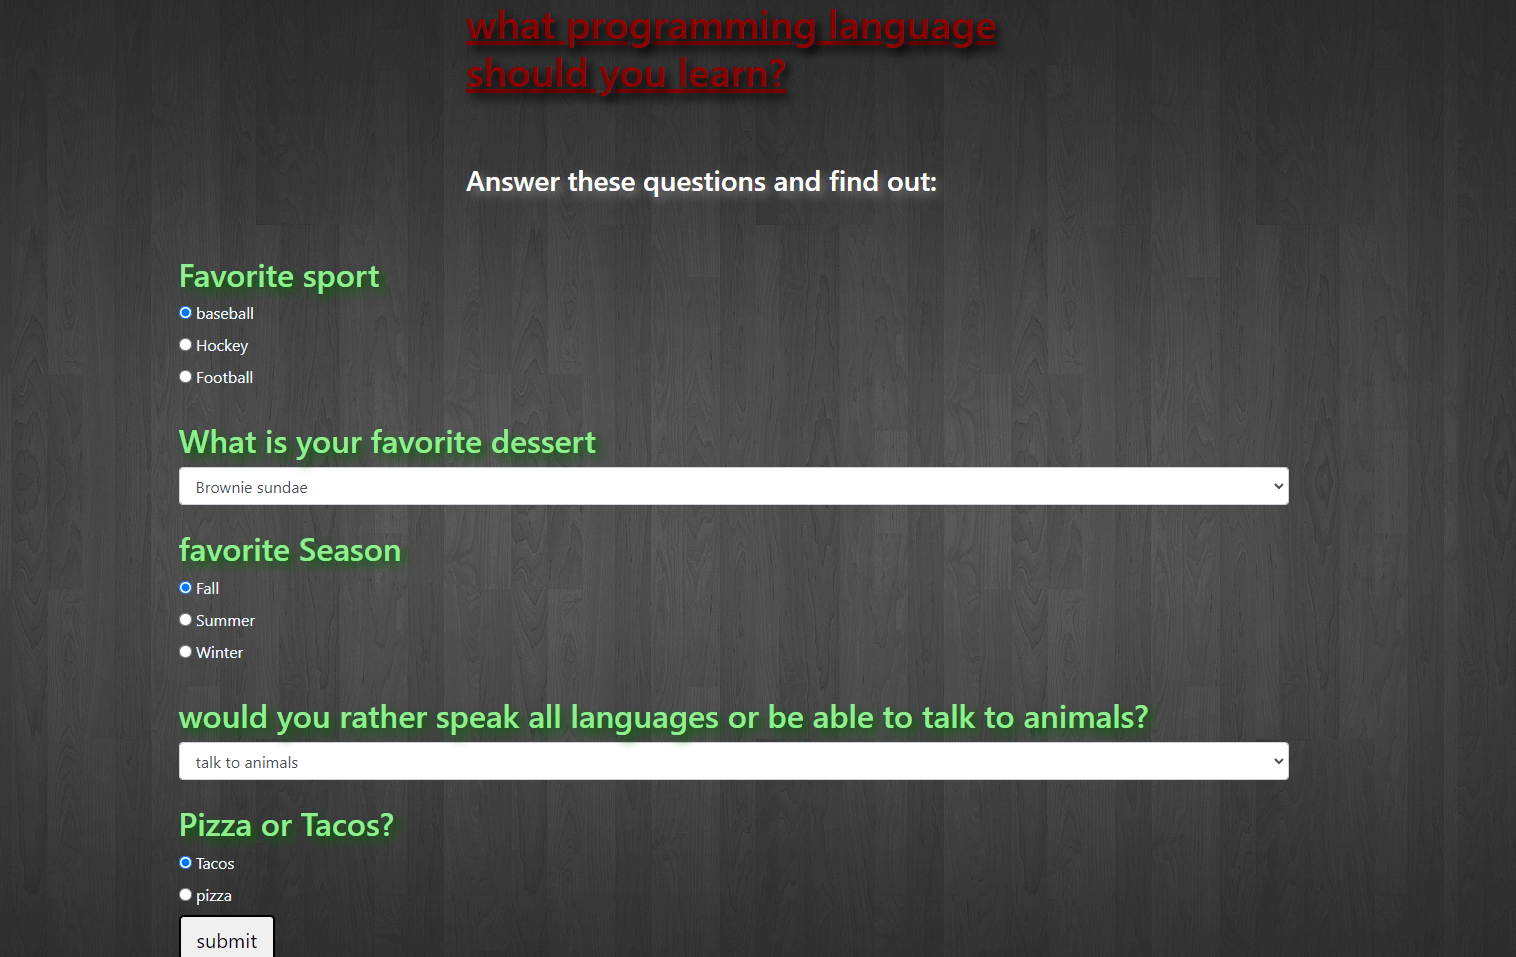 what programming language
should you learn?
Answer these questions and find out:
Favorite sport
baseball
Hockey
Football
What is your favorite dessert
Brownie sundae
favorite Season
Fall
Summer
Winter
would you rather speak all languages or be able to talk to animals?
talk to animals
Pizza or Tacos?
Tacos
pizza
submit